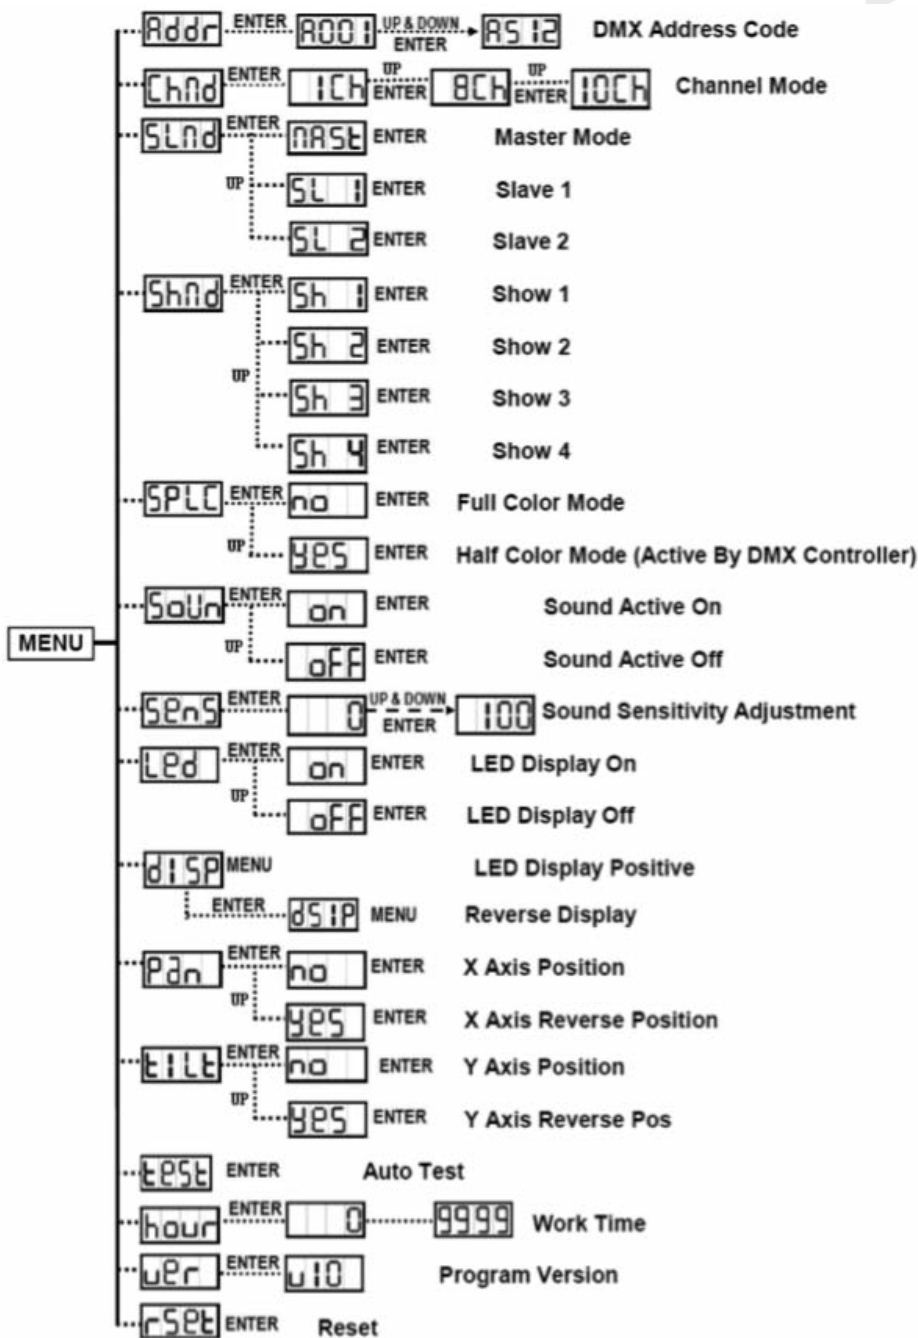 Addr ENTER A001 UP & DOWN ENTER A512 DMX Address Code
ChMd ENTER 1Ch UP ENTER 8Ch UP ENTER 10Ch Channel Mode
SLMd ENTER MASt ENTER Master Mode
UP SL 1 ENTER Slave 1
SL 2 ENTER Slave 2
ShMd ENTER Sh 1 ENTER Show 1
Sh 2 ENTER Show 2
UP Sh 3 ENTER Show 3
Sh 4 ENTER Show 4
SPLC ENTER no ENTER Full Color Mode
UP yes ENTER Half Color Mode (Active By DMX Controller)
SoUn ENTER on ENTER Sound Active On
MENU
UP oFF ENTER Sound Active Off
SenS ENTER 0 UP & DOWN ENTER 100 Sound Sensitivity Adjustment
Led ENTER on ENTER LED Display On
UP oFF ENTER LED Display Off
dISP MENU LED Display Positive
ENTER dSIP MENU Reverse Display
Pan ENTER no ENTER X Axis Position
UP yes ENTER X Axis Reverse Position
tILt ENTER no ENTER Y Axis Position
UP yes ENTER Y Axis Reverse Pos
test ENTER Auto Test
hour ENTER 0 9999 Work Time
ver ENTER v10 Program Version
rSet ENTER Reset